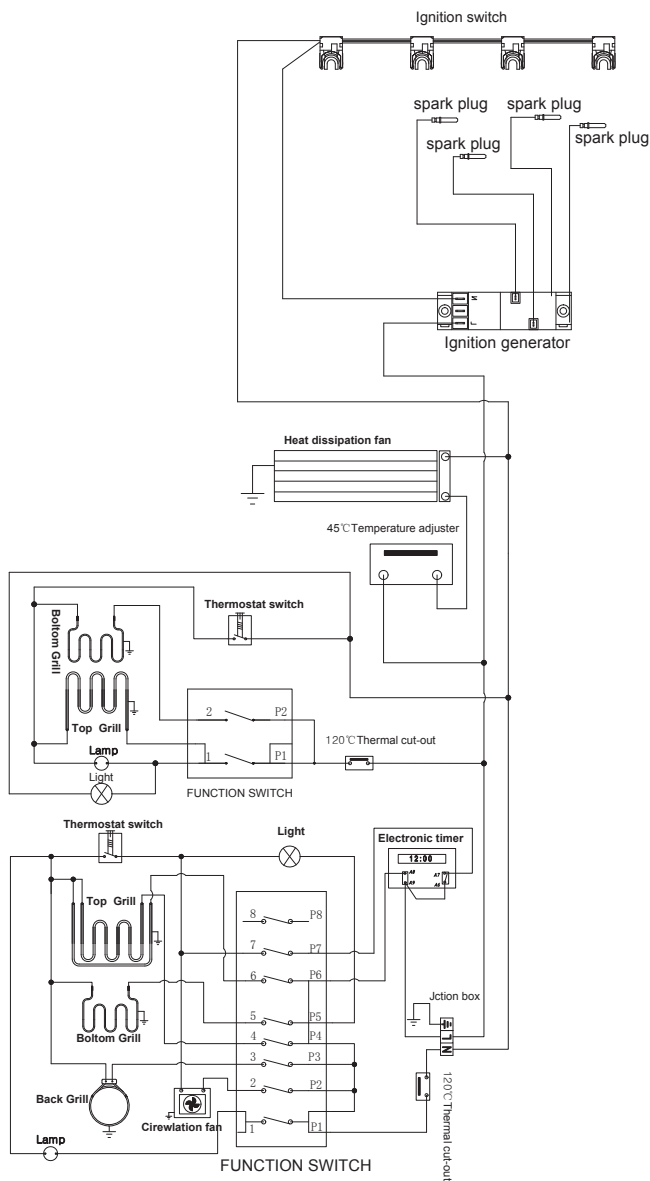 Ignition switch
spark plug
spark plug
spark plug
spark plug
N
L
Ignition generator
Heat dissipation fan
45℃Temperature adjuster
Thermostat switch
Boltom Grill
Top Grill
2 P2
1 P1
120℃Thermal cut-out
Lamp
Light
FUNCTION SWITCH
Thermostat switch
Light
Electronic timer
12:00
A8 A7
A9 A6
Top Grill
8 P8
7 P7
6 P6
5 P5
4 P4
3 P3
2 P2
1 P1
Jction box
N L
Boltom Grill
Back Grill
Cirewlation fan
120℃Thermal cut-out
Lamp
FUNCTION SWITCH